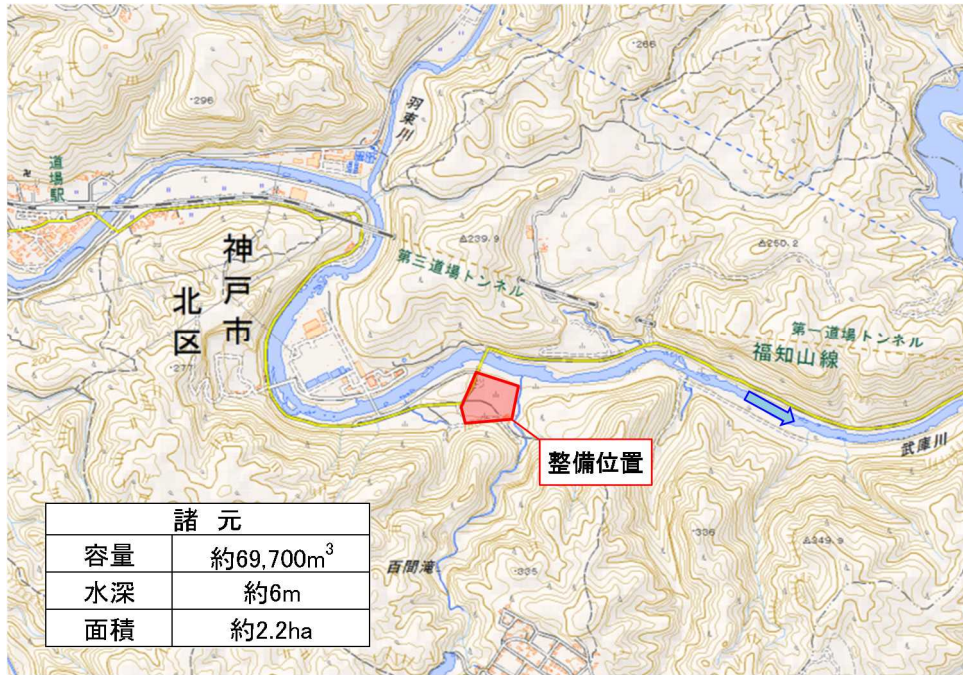 ・296
・266
羽束川
道場駅
神戸市
北区
△239.9
第三道場トンネル
△250.2
第一道場トンネル
福知山線
・277
整備位置
武庫川
諸 元
容量 約69,700m³
水深 約6m
面積 約2.2ha
百間滝
・335
・336
△249.9